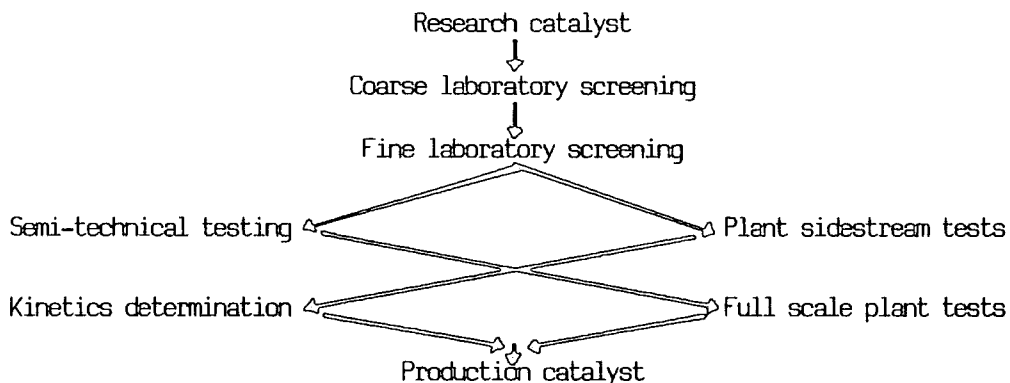 Research catalyst
Coarse laboratory screening
Fine laboratory screening
Semi-technical testing
Plant sidestream tests
Kinetics determination
Full scale plant tests
Production catalyst